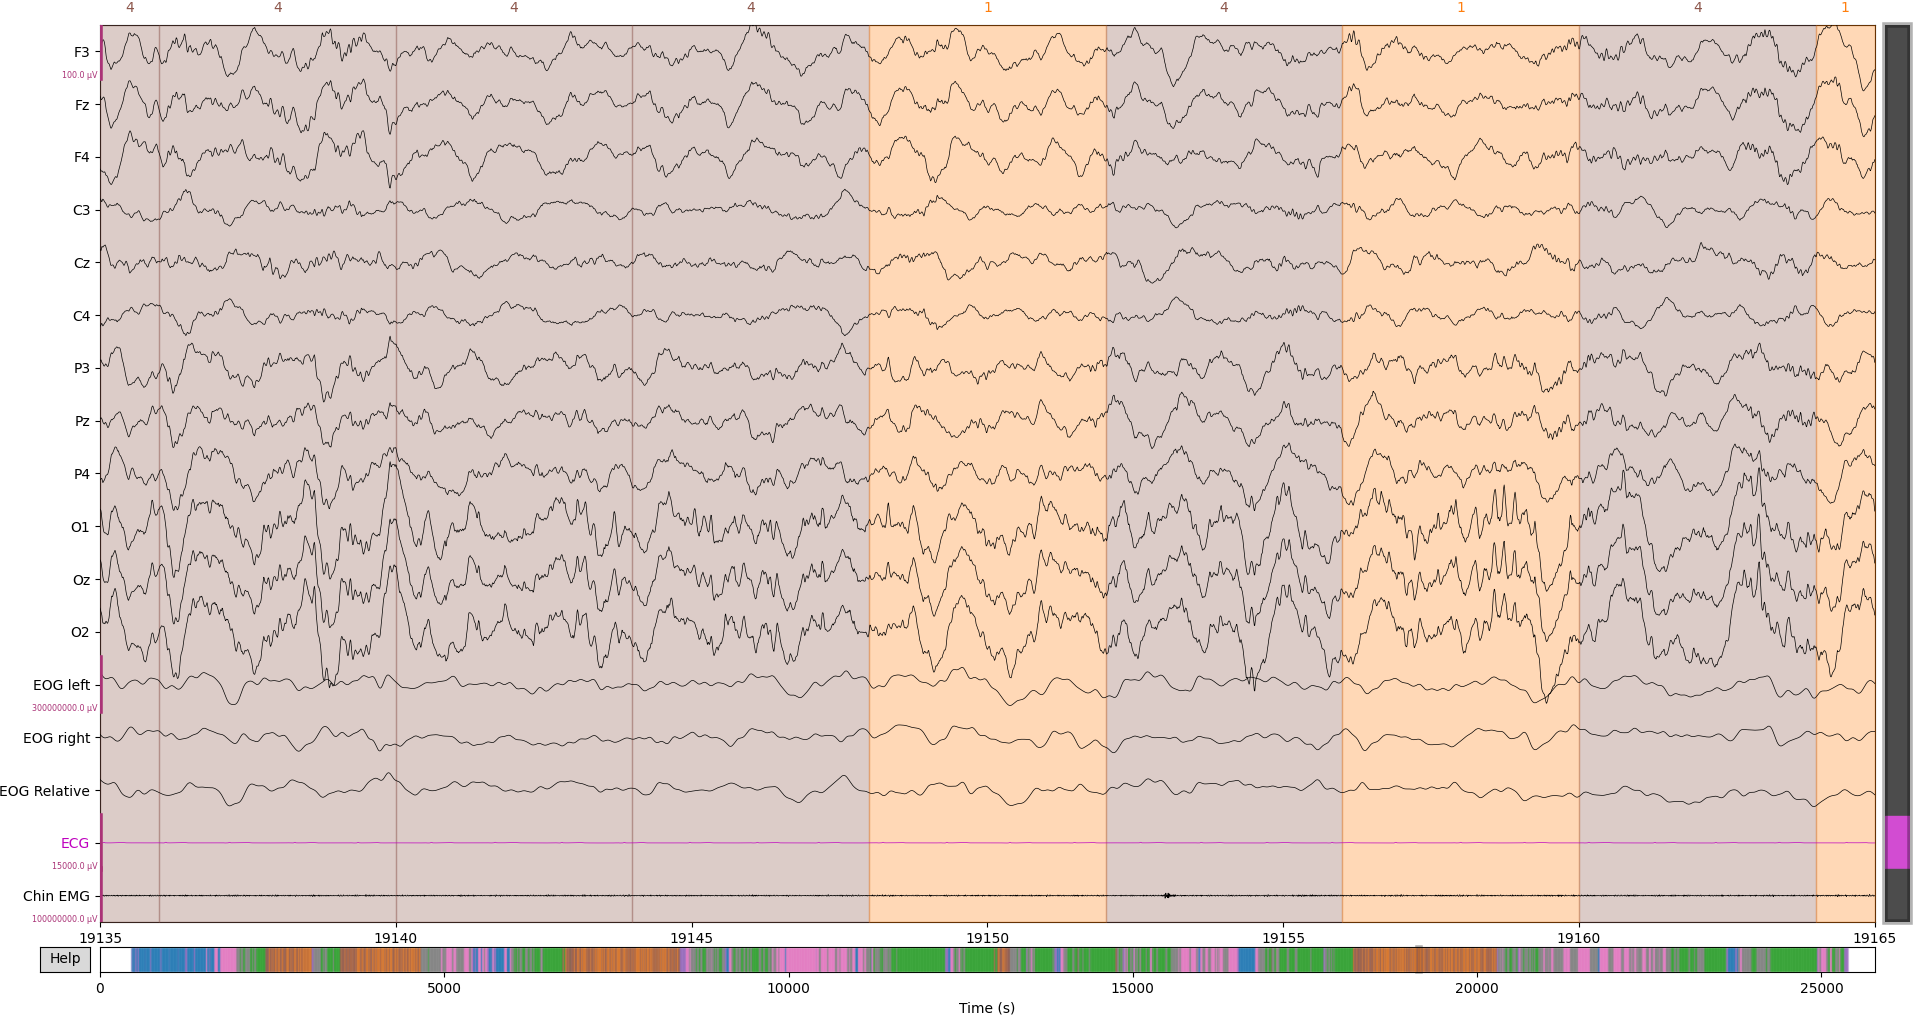 4 4 4 4 1 4 1 4 1
F3
100.0 µV
Fz
F4
C3
Cz
C4
P3
Pz
P4
O1
Oz
O2
EOG left
300000000.0 µV
EOG right
EOG Relative
ECG
15000.0 µV
Chin EMG
100000000.0 µV
19135 19140 19145 19150 19155 19160 19165
Help
0 5000 10000 15000 20000 25000
Time (s)